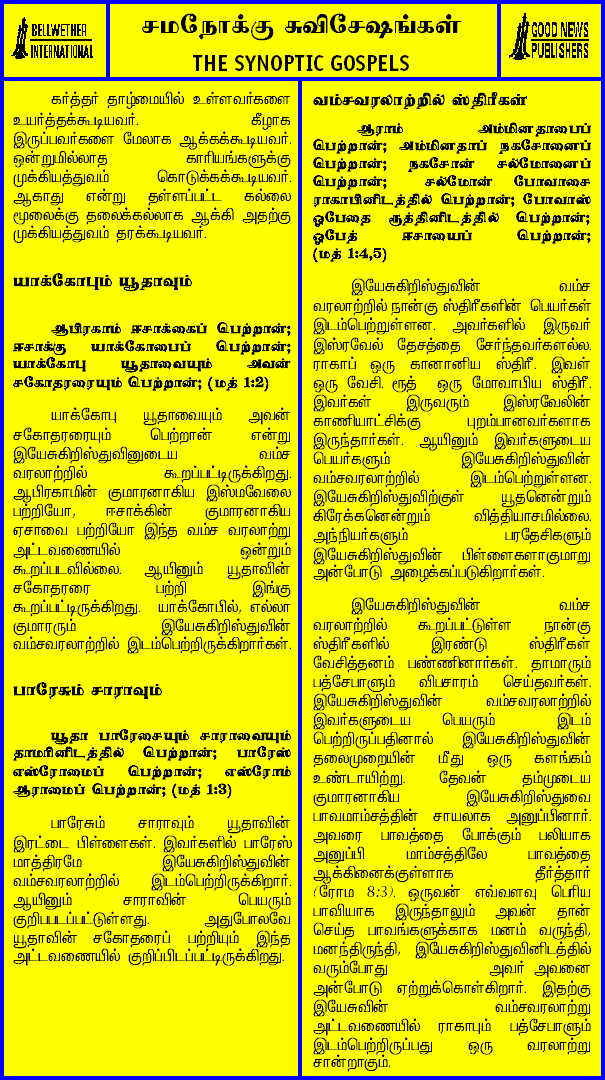 BELLWETHER
INTERNATIONAL
சமநோக்கு சுவிசேஷங்கள்
THE SYNOPTIC GOSPELS
GOOD NEWS
PUBLISHERS
கர்த்தர் தாழ்மையில் உள்ளவர்களை
உயர்த்தக்கூடியவர். கீழாக
இருப்பவர்களை மேலாக ஆக்கக்கூடியவர்.
ஒன்றுமில்லாத காரியங்களுக்கு
முக்கியத்துவம் கொடுக்கக்கூடியவர்.
ஆகாது என்று தள்ளப்பட்ட கல்லை
மூலைக்கு தலைக்கல்லாக ஆக்கி அதற்கு
முக்கியத்துவம் தரக்கூடியவர்.
யாக்கோபும் யூதாவும்
ஆபிரகாம் ஈசாக்கைப் பெற்றான்;
ஈசாக்கு யாக்கோபைப் பெற்றான்;
யாக்கோபு யூதாவையும் அவன்
சகோதரரையும் பெற்றான்; (மத் 1:2)
யாக்கோபு யூதாவையும் அவன்
சகோதரரையும் பெற்றான் என்று
இயேசுகிறிஸ்துவினுடைய வம்ச
வரலாற்றில் கூறப்பட்டிருக்கிறது.
ஆபிரகாமின் குமாரனாகிய இஸ்மவேலை
பற்றியோ, ஈசாக்கின் குமாரனாகிய
ஏசாவை பற்றியோ இந்த வம்ச வரலாற்று
அட்டவணையில் ஒன்றும்
கூறப்படவில்லை. ஆயினும் யூதாவின்
சகோதரரை பற்றி இங்கு
கூறப்பட்டிருக்கிறது. யாக்கோபில், எல்லா
குமாரரும் இயேசுகிறிஸ்துவின்
வம்சவரலாற்றில் இடம்பெற்றிருக்கிறார்கள்.
பாரேசும் சாராவும்
யூதா பாரேசையும் சாராவையும்
தாமாரினிடத்தில் பெற்றான்; பாரேஸ்
எஸ்ரோமைப் பெற்றான்; எஸ்ரோம்
ஆராமைப் பெற்றான்; (மத் 1:3)
பாரேசும் சாராவும் யூதாவின்
இரட்டை பிள்ளைகள். இவர்களில் பாரேஸ்
மாத்திரமே இயேசுகிறிஸ்துவின்
வம்சவரலாற்றில் இடம்பெற்றிருக்கிறார்.
ஆயினும் சாராவின் பெயரும்
குறிபபடப்பட்டுள்ளது. அதுபோலவே
யூதாவின் சகோதரைப் பற்றியும் இந்த
அட்டவணையில் குறிப்பிடப்பட்டிருக்கிறது.
வம்சவரலாற்றில் ஸ்திரீகள்
ஆராம் அம்மினதாபைப்
பெற்றான்; அம்மினதாப் நகசோனைப்
பெற்றான்; நகசோன் சல்மோனைப்
பெற்றான்; சல்மோன் போவாசை
ராகாபினிடத்தில் பெற்றான்; போவாஸ்
ஓபேதை ரூத்தினிடத்தில் பெற்றான்;
ஓபேத் ஈசாயைப் பெற்றான்;
(மத் 1:4,5)
இயேசுகிறிஸ்துவின் வம்ச
வரலாற்றில் நான்கு ஸ்திரீகளின் பெயர்கள்
இடம்பெற்றுள்ளன. அவர்களில் இருவர்
இஸ்ரவேல் தேசத்தை சேர்ந்தவர்களல்ல.
ராகாப் ஒரு கானானிய ஸ்திரீ. இவள்
ஒரு வேசி. ரூத் ஒரு மோவாபிய ஸ்திரீ.
இவர்கள் இருவரும் இஸ்ரவேலின்
காணியாட்சிக்கு புறம்பானவர்களாக
இருந்தார்கள். ஆயினும் இவர்களுடைய
பெயர்களும் இயேசுகிறிஸ்துவின்
வம்சவரலாற்றில் இடம்பெற்றுள்ளன.
இயேசுகிறிஸ்துவிற்குள் யூதனென்றும்
கிரேக்கனென்றும் வித்தியாசமில்லை.
அந்நியர்களும் பரதேசிகளும்
இயேசுகிறிஸ்துவின் பிள்ளைகளாகுமாறு
அன்போடு அழைக்கப்படுகிறார்கள்.
இயேசுகிறிஸ்துவின் வம்ச
வரலாற்றில் கூறப்பட்டுள்ள நான்கு
ஸ்திரீகளில் இரண்டு ஸ்திரீகள்
வேசித்தனம் பண்ணினார்கள். தாமாரும்
பத்சேபாளும் விபசாரம் செய்தவர்கள்.
இயேசுகிறிஸ்துவின் வம்சவரலாற்றில்
இவர்களுடைய பெயரும் இடம்
பெற்றிருப்பதினால் இயேசுகிறிஸ்துவின்
தலைமுறையின் மீது ஒரு களங்கம்
உண்டாயிற்று. தேவன் தம்முடைய
குமாரனாகிய இயேசுகிறிஸ்துவை
பாவமாம்சத்தின் சாயலாக அனுப்பினார்.
அவரை பாவத்தை போக்கும் பலியாக
அனுப்பி மாம்சத்திலே பாவத்தை
ஆக்கினைக்குள்ளாக தீர்த்தார்
(ரோம 8:3). ஒருவன் எவ்வளவு பெரிய
பாவியாக இருந்தாலும் அவன் தான்
செய்த பாவங்களுக்காக மனம் வருந்தி,
மனந்திருந்தி, இயேசுகிறிஸ்துவினிடத்தில்
வரும்போது அவர் அவனை
அன்போடு ஏற்றுக்கொள்கிறார். இதற்கு
இயேசுவின் வம்சவரலாற்று
அட்டவணையில் ராகாபும் பத்சேபாளும்
இடம்பெற்றிருப்பது ஒரு வரலாற்று
சான்றாகும்.